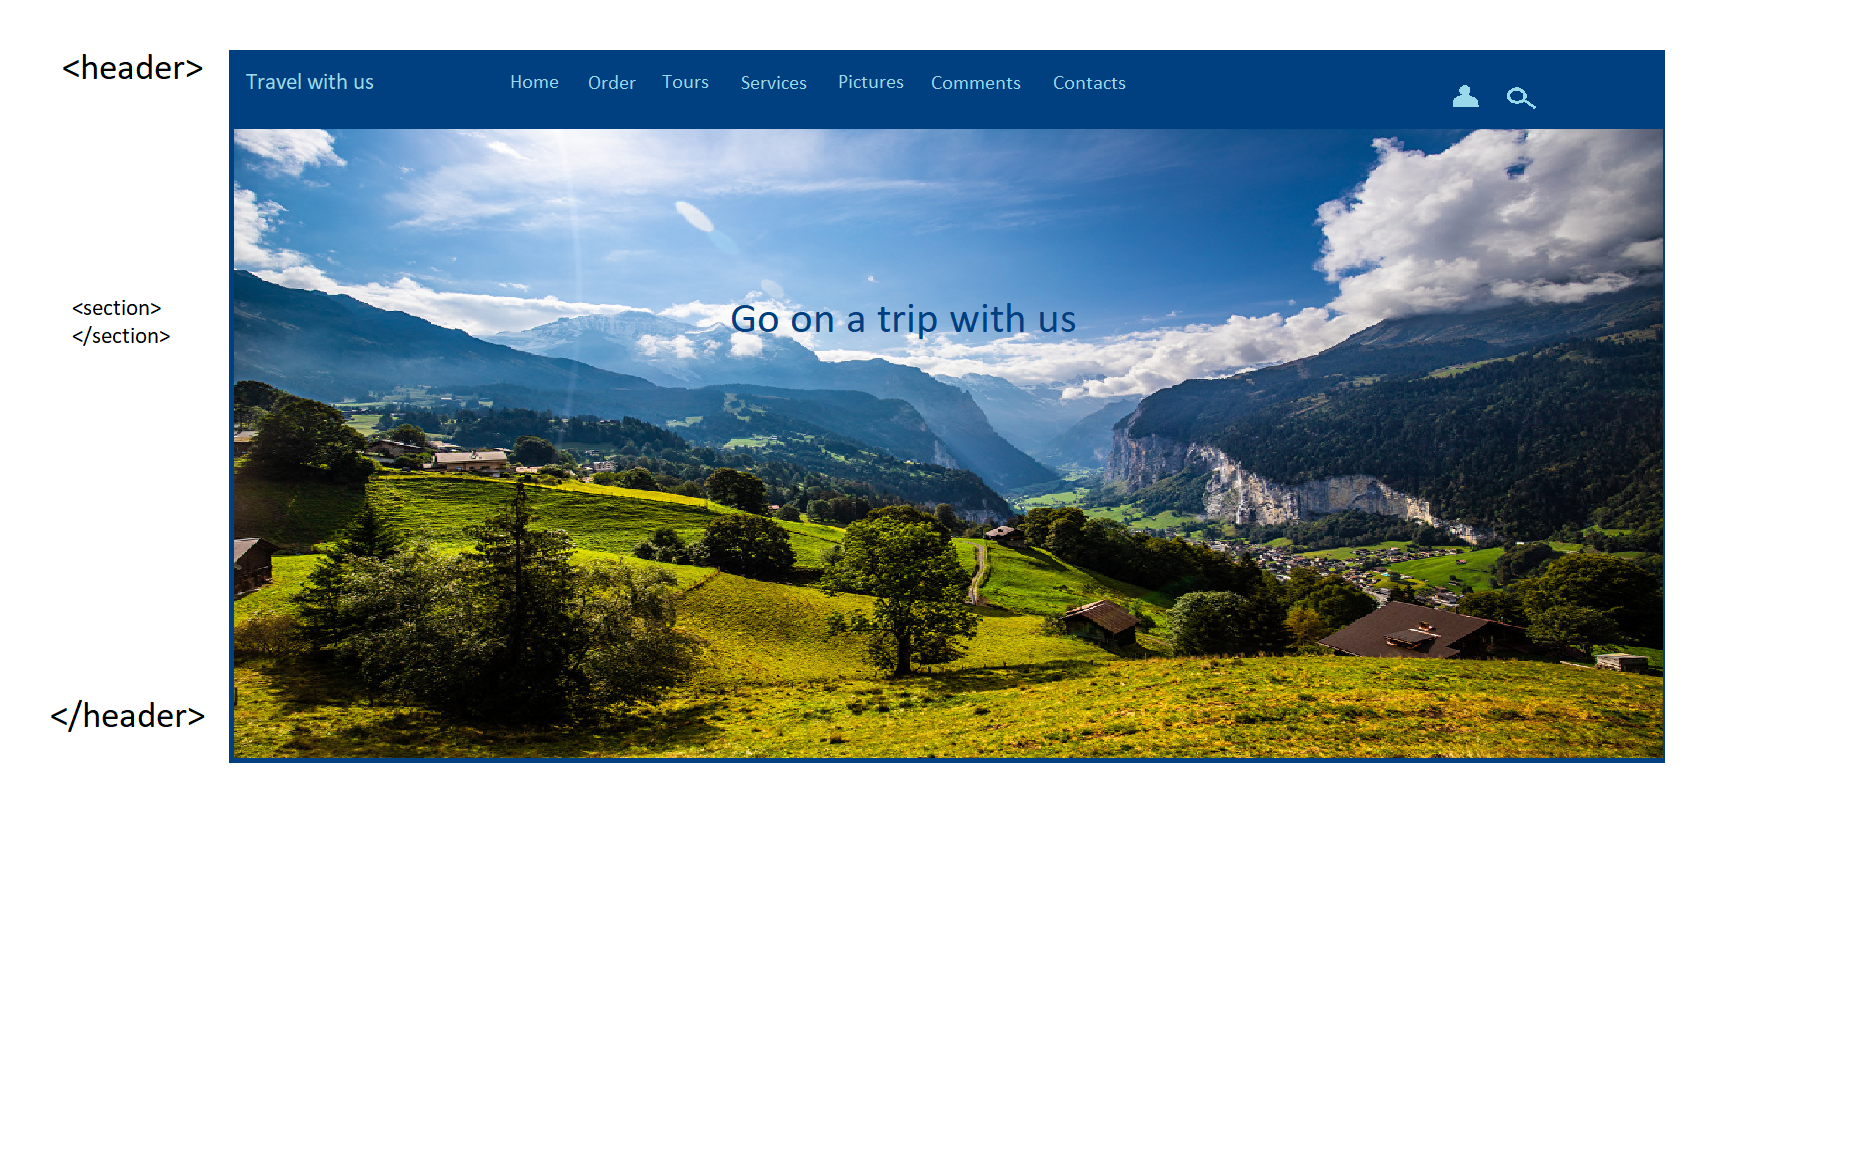 <header>
Travel with us
Home Order Tours Services Pictures Comments Contacts
<section>
</section>
Go on a trip with us
</header>